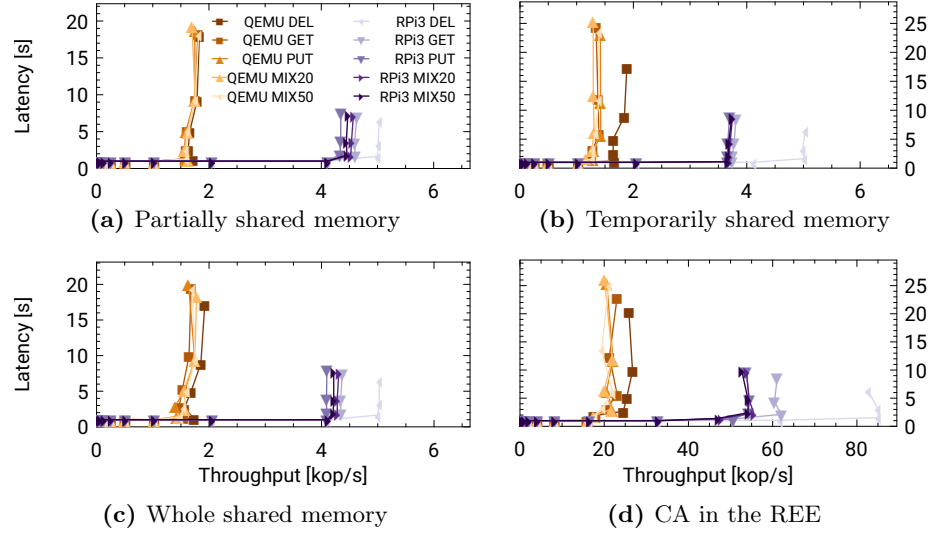 Latency [s]
20
15
10
5
0
QEMU DEL RPi3 DEL
QEMU GET RPi3 GET
QEMU PUT RPi3 PUT
QEMU MIX20 RPi3 MIX20
QEMU MIX50 RPi3 MIX50
0 2 4 6
(a) Partially shared memory
25
20
15
10
5
0
0 2 4 6
(b) Temporarily shared memory
Latency [s]
20
15
10
5
0
0 2 4 6
Throughput [kop/s]
(c) Whole shared memory
25
20
15
10
5
0
0 20 40 60 80
Throughput [kop/s]
(d) CA in the REE